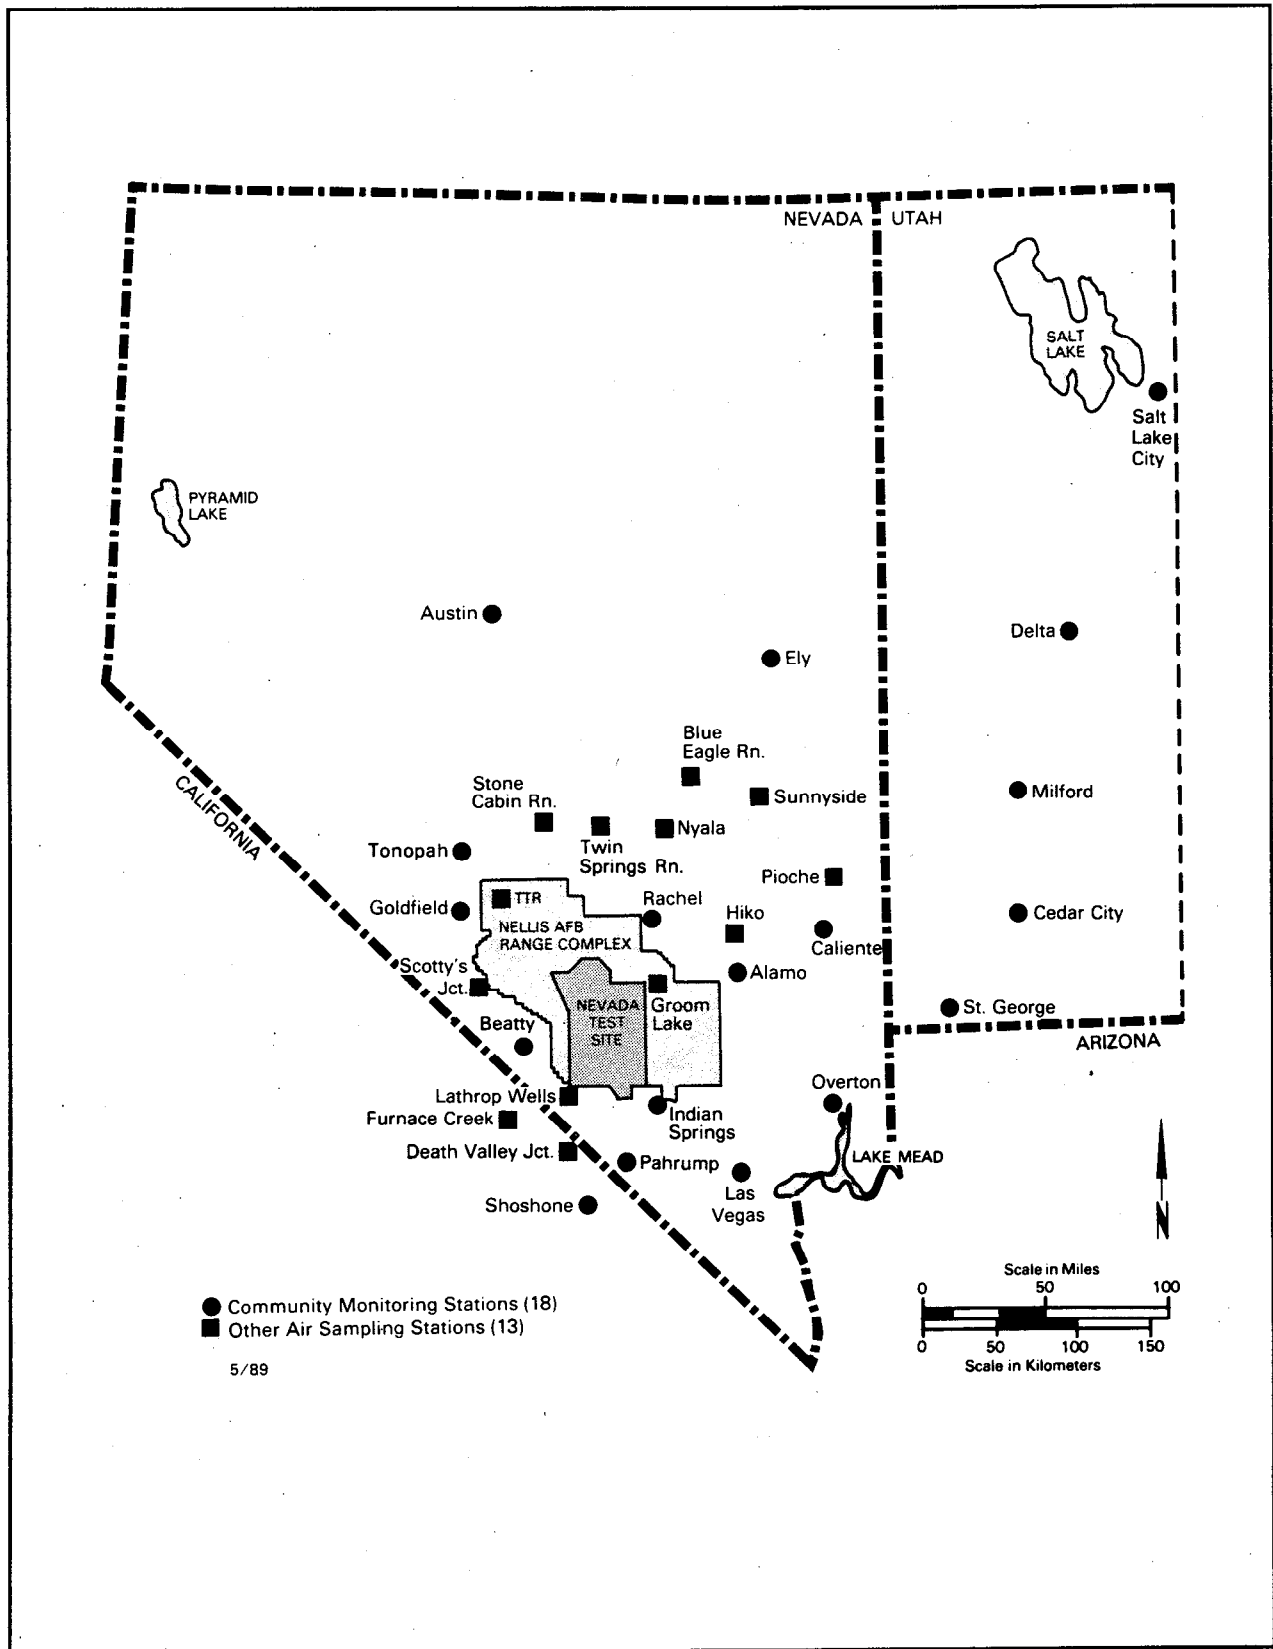 NEVADA
UTAH
SALT
LAKE
Salt
Lake
City
PYRAMID
LAKE
Austin
Delta
Ely
Blue
Eagle Rn.
Stone
Cabin Rn.
Sunnyside
Milford
CALIFORNIA
Nyala
Twin
Springs Rn.
Tonopah
Pioche
TTR
Rachel
Goldfield
Hiko
Cedar City
NELLIS AFB
RANGE COMPLEX
Caliente
Scotty's
Jct.
Alamo
NEVADA
TEST
SITE
Groom
Lake
St. George
Beatty
ARIZONA
Overton
Lathrop Wells
Furnace Creek
Indian
Springs
Death Valley Jct.
Pahrump
LAKE MEAD
Las
Vegas
Shoshone
N
Scale in Miles
0 50 100
0 50 100 150
Scale in Kilometers
Community Monitoring Stations (18)
Other Air Sampling Stations (13)
5/89